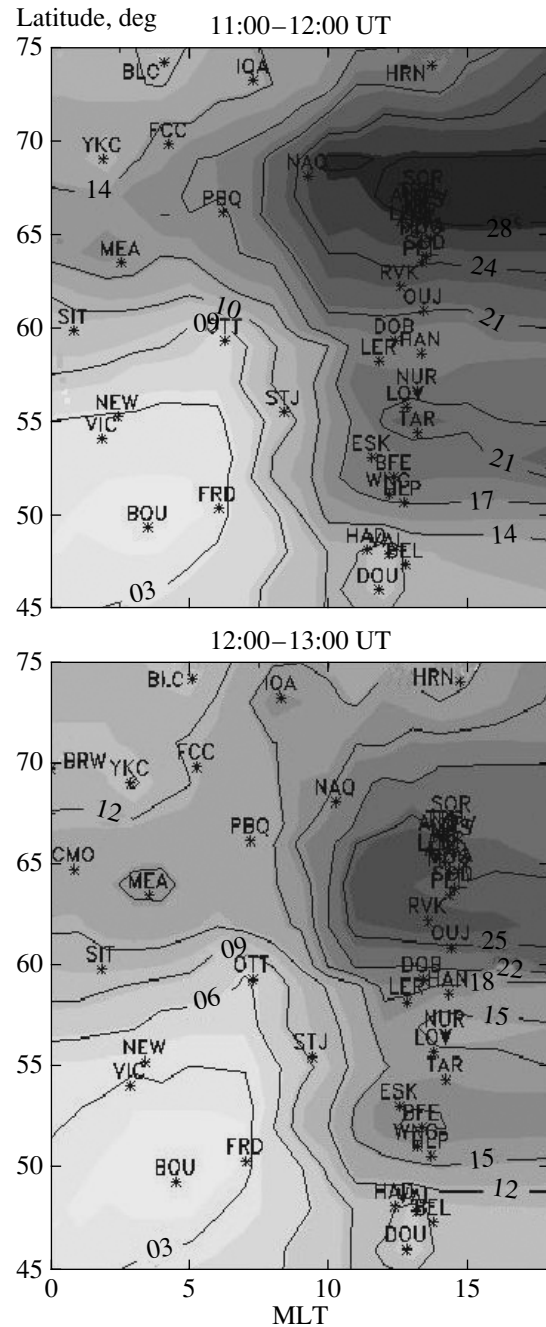 Latitude, deg
11:00–12:00 UT
75
BLC
IQA
HRN
70
FCC
YKC
NAQ
14
SOR
PBQ
65
28
MEA
24
RVK
OUJ
10
SIT
09
21
60
OTT
DOB
HAN
LER
NUR
NEW
STJ
LOV
55
VIC
TAR
ESK
BFE
21
WNG
FRD
17
50
BOU
HAD
BEL
14
DOU
45
03
12:00–13:00 UT
75
BLC
IQA
HRN
70
BRW
YKC
FCC
NAQ
12
SOR
PBQ
65
CMO
MEA
RVK
OUJ
25
SIT
09
60
OTT
DOB
22
HAN
18
06
LER
NUR
15
NEW
STJ
LOV
55
VIC
TAR
ESK
BFE
WNG
FRD
15
50
BOU
HAD
12
BEL
DOU
03
45
0 5 10 15
MLT